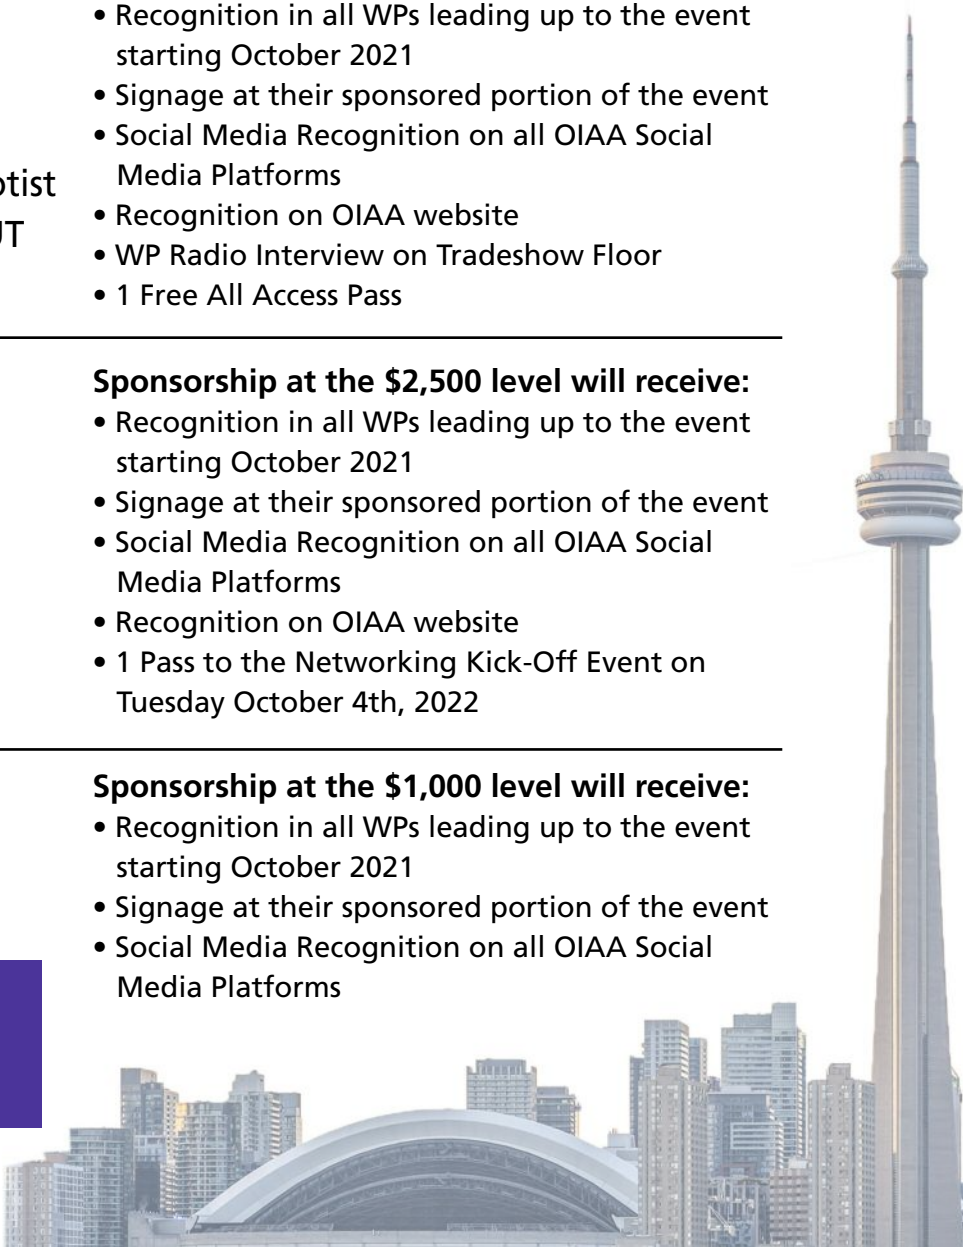 • Recognition in all WPs leading up to the event
starting October 2021
• Signage at their sponsored portion of the event
• Social Media Recognition on all OIAA Social
Media Platforms
• Recognition on OIAA website
• WP Radio Interview on Tradeshow Floor
• 1 Free All Access Pass
Sponsorship at the $2,500 level will receive:
• Recognition in all WPs leading up to the event
starting October 2021
• Signage at their sponsored portion of the event
• Social Media Recognition on all OIAA Social
Media Platforms
• Recognition on OIAA website
• 1 Pass to the Networking Kick-Off Event on
Tuesday October 4th, 2022
Sponsorship at the $1,000 level will receive:
• Recognition in all WPs leading up to the event
starting October 2021
• Signage at their sponsored portion of the event
• Social Media Recognition on all OIAA Social
Media Platforms